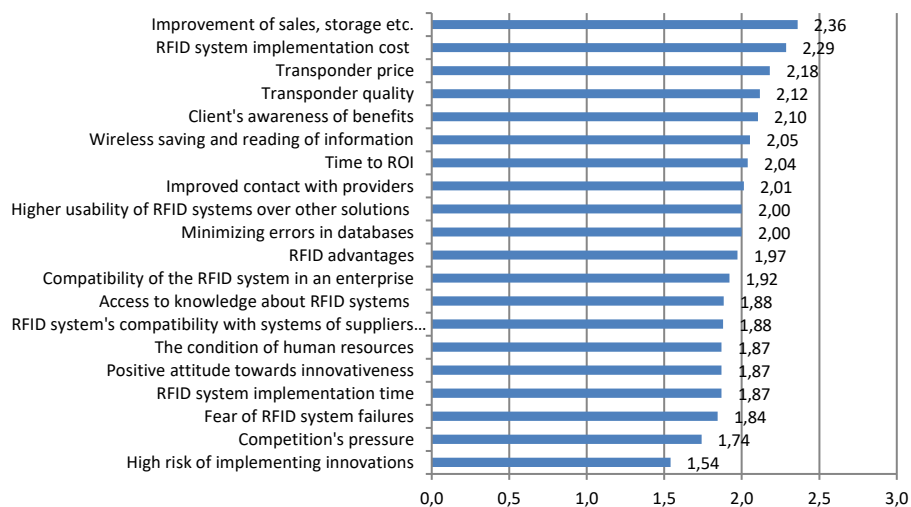 Improvement of sales, storage etc. 2,36
RFID system implementation cost 2,29
Transponder price 2,18
Transponder quality 2,12
Client's awareness of benefits 2,10
Wireless saving and reading of information 2,05
Time to ROI 2,04
Improved contact with providers 2,01
Higher usability of RFID systems over other solutions 2,00
Minimizing errors in databases 2,00
RFID advantages 1,97
Compatibility of the RFID system in an enterprise 1,92
Access to knowledge about RFID systems 1,88
RFID system's compatibility with systems of suppliers... 1,88
The condition of human resources 1,87
Positive attitude towards innovativeness 1,87
RFID system implementation time 1,87
Fear of RFID system failures 1,84
Competition's pressure 1,74
High risk of implementing innovations 1,54
0,0 0,5 1,0 1,5 2,0 2,5 3,0